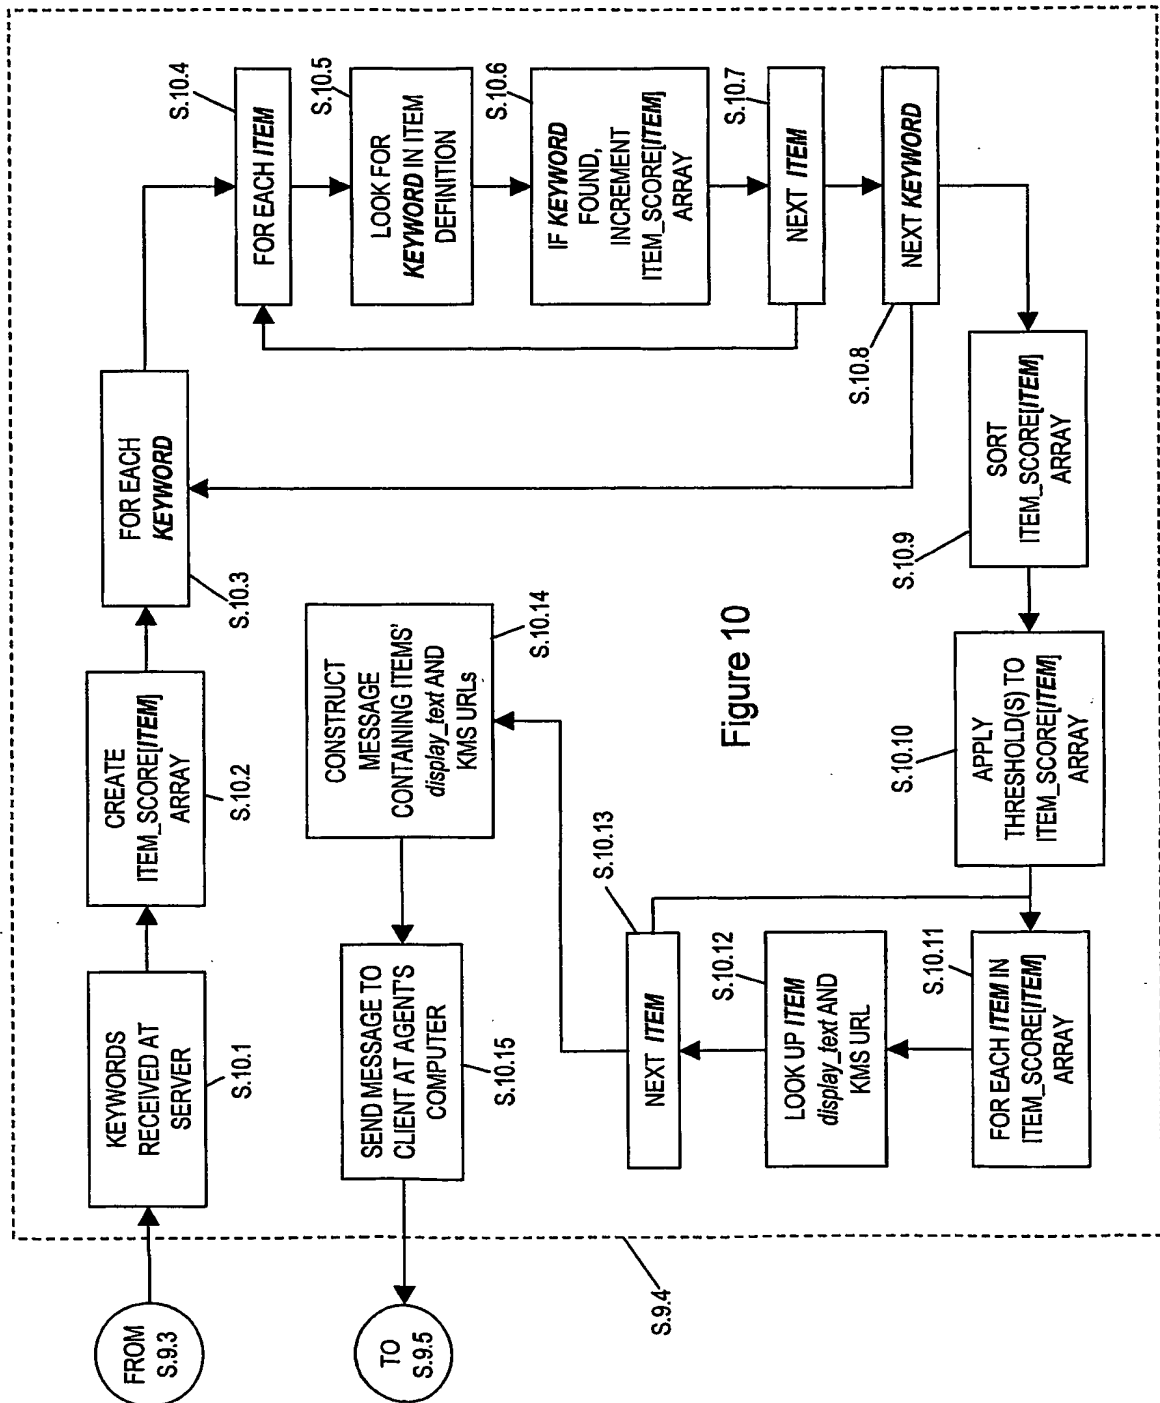 FROM
S.9.3
KEYWORDS
RECEIVED AT
SERVER
S.10.1
CREATE
ITEM_SCORE[ITEM]
ARRAY
S.10.2
FOR EACH
KEYWORD
S.10.3
FOR EACH ITEM
S.10.4
LOOK FOR
KEYWORD IN ITEM
DEFINITION
S.10.5
IF KEYWORD
FOUND,
INCREMENT
ITEM_SCORE[ITEM]
ARRAY
S.10.6
NEXT ITEM
S.10.7
NEXT KEYWORD
S.10.8
SORT
ITEM_SCORE[ITEM]
ARRAY
S.10.9
APPLY
THRESHOLD(S) TO
ITEM_SCORE[ITEM]
ARRAY
S.10.10
FOR EACH ITEM IN
ITEM_SCORE[ITEM]
ARRAY
S.10.11
LOOK UP ITEM
display_text AND
KMS URL
S.10.12
NEXT ITEM
S.10.13
CONSTRUCT
MESSAGE
CONTAINING ITEMS'
display_text AND
KMS URLs
S.10.14
SEND MESSAGE TO
CLIENT AT AGENT'S
COMPUTER
S.10.15
TO
S.9.5
S.9.4
Figure 10